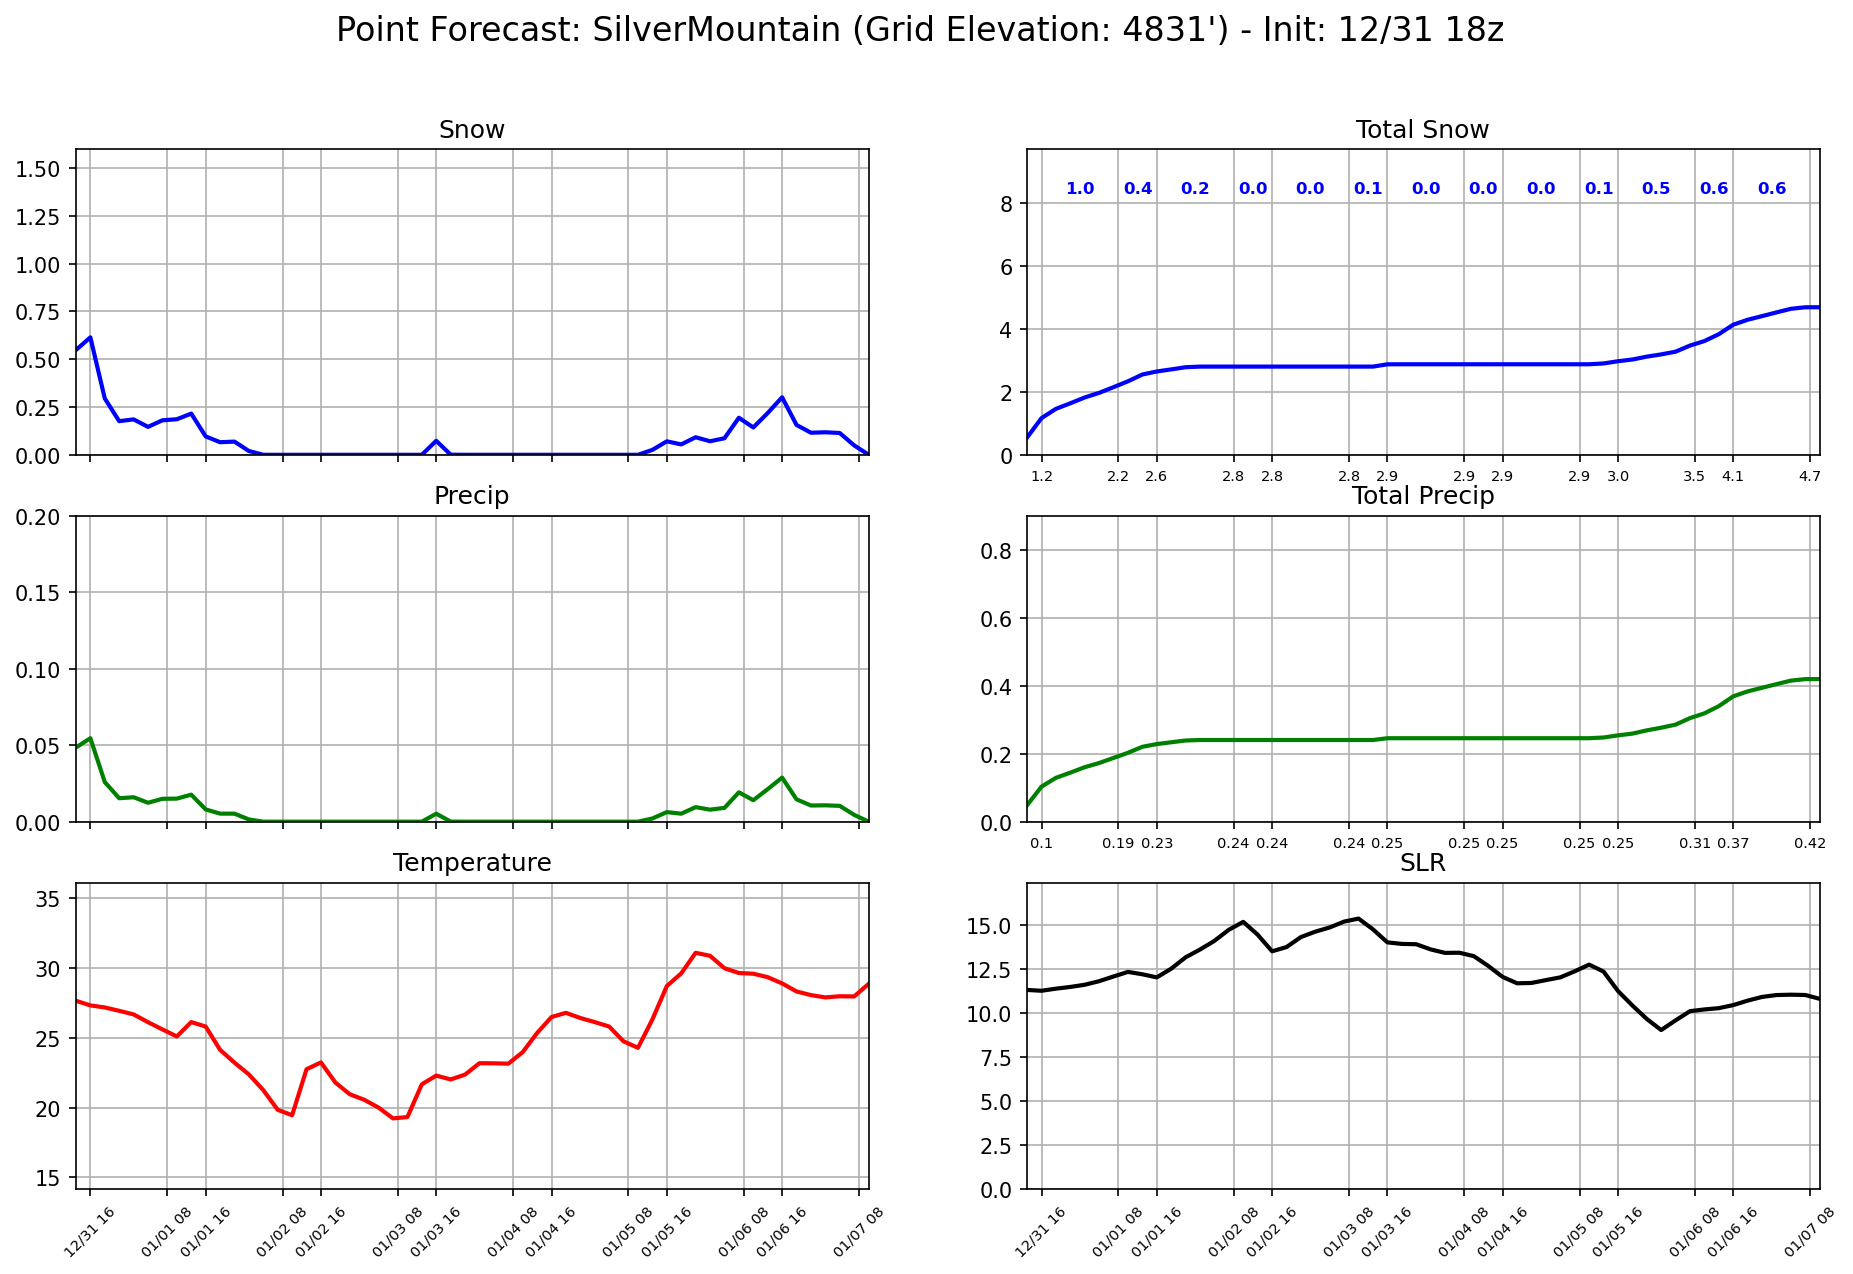 Point Forecast: SilverMountain (Grid Elevation: 4831') - Init: 12/31 18z
Snow
1.50
1.25
1.00
0.75
0.50
0.25
0.00
Total Snow
1.0 0.4 0.2 0.0 0.0 0.1 0.0 0.0 0.0 0.1 0.5 0.6 0.6
8
6
4
2
0
1.2 2.2 2.6 2.8 2.8 2.8 2.9 2.9 2.9 2.9 3.0 3.5 4.1 4.7
Precip
0.20
0.15
0.10
0.05
0.00
Total Precip
0.8
0.6
0.4
0.2
0.0
0.1 0.19 0.23 0.24 0.24 0.24 0.25 0.25 0.25 0.25 0.25 0.31 0.37 0.42
Temperature
35
30
25
20
15
12/31 16 01/01 08 01/01 16 01/02 08 01/02 16 01/03 08 01/03 16 01/04 08 01/04 16 01/05 08 01/05 16 01/06 08 01/06 16 01/07 08
SLR
15.0
12.5
10.0
7.5
5.0
2.5
0.0
12/31 16 01/01 08 01/01 16 01/02 08 01/02 16 01/03 08 01/03 16 01/04 08 01/04 16 01/05 08 01/05 16 01/06 08 01/06 16 01/07 08